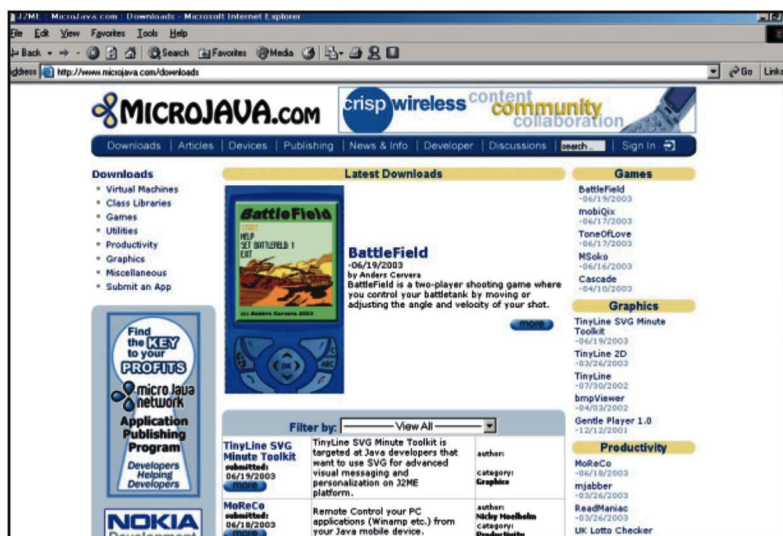 J2ME | MicroJava.com : Downloads - Microsoft Internet Explorer
File Edit View Favorites Tools Help
Back Search Favorites Media
Address http://www.microjava.com/downloads Go Links
MICROJAVA.COM
crisp wireless content community collaboration
Downloads | Articles | Devices | Publishing | News & Info | Developer | Discussions | search... | Sign In
Downloads
Virtual Machines
Class Libraries
Games
Utilities
Productivity
Graphics
Miscellaneous
Submit an App
Find
the KEY
to your
PROFITS
micro Java
network
Application
Publishing
Program
Developers
Helping
Developers
NOKIA
Development
Latest Downloads
BattleField
START
HELP
SET BATTLEFIELD 1
EXIT
(c) Anders Cervera 2003
OK
ABC
BattleField
-06/19/2003
by Anders Cervera
BattleField is a two-player shooting game where
you control your battletank by moving or
adjusting the angle and velocity of your shot.
more
Filter by: View All
TinyLine SVG
Minute Toolkit
submitted:
06/19/2003
more
TinyLine SVG Minute Toolkit is
targeted at Java developers that
want to use SVG for advanced
visual messaging and
personalization on J2ME
platform.
author:
category:
Graphics
MoReCo
submitted:
06/18/2003
more
Remote Control your PC
applications (Winamp etc.) from
your Java mobile device.
author:
Nicky Moelholm
category:
Productivity
Games
BattleField
-06/19/2003
mobiQix
-06/17/2003
ToneOfLove
-06/17/2003
MSoko
-06/16/2003
Cascade
-04/10/2003
Graphics
TinyLine SVG Minute
Toolkit
-06/19/2003
TinyLine 2D
-03/26/2003
TinyLine
-07/30/2002
bmpViewer
-04/03/2002
Gentle Player 1.0
-12/12/2001
Productivity
MoReCo
-06/18/2003
mjabber
-03/26/2003
ReadManiac
-03/26/2003
UK Lotto Checker